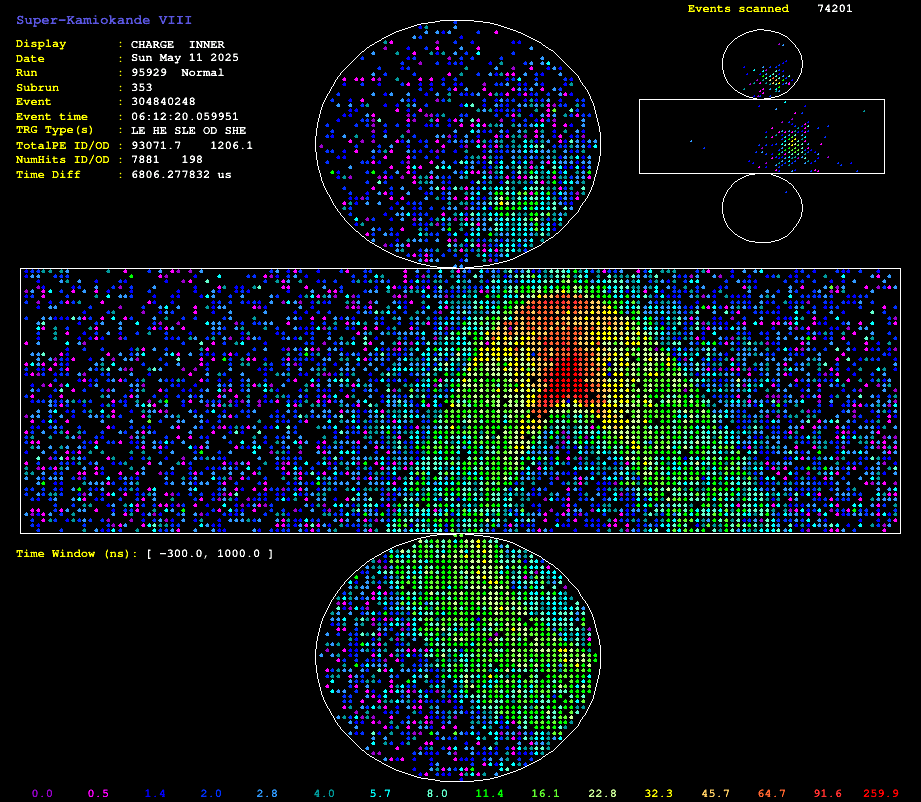 Events scanned 74201
Super-Kamiokande VIII
Display : CHARGE INNER
Date : Sun May 11 2025
Run : 95929 Normal
Subrun : 353
Event : 304840248
Event time : 06:12:20.059951
TRG Type(s) : LE HE SLE OD SHE
TotalPE ID/OD : 93071.7 1206.1
NumHits ID/OD : 7881 198
Time Diff : 6806.277832 us
Time Window (ns): [ −300.0, 1000.0 ]
0.0 0.5 1.4 2.0 2.8 4.0 5.7 8.0 11.4 16.1 22.8 32.3 45.7 64.7 91.6 259.9